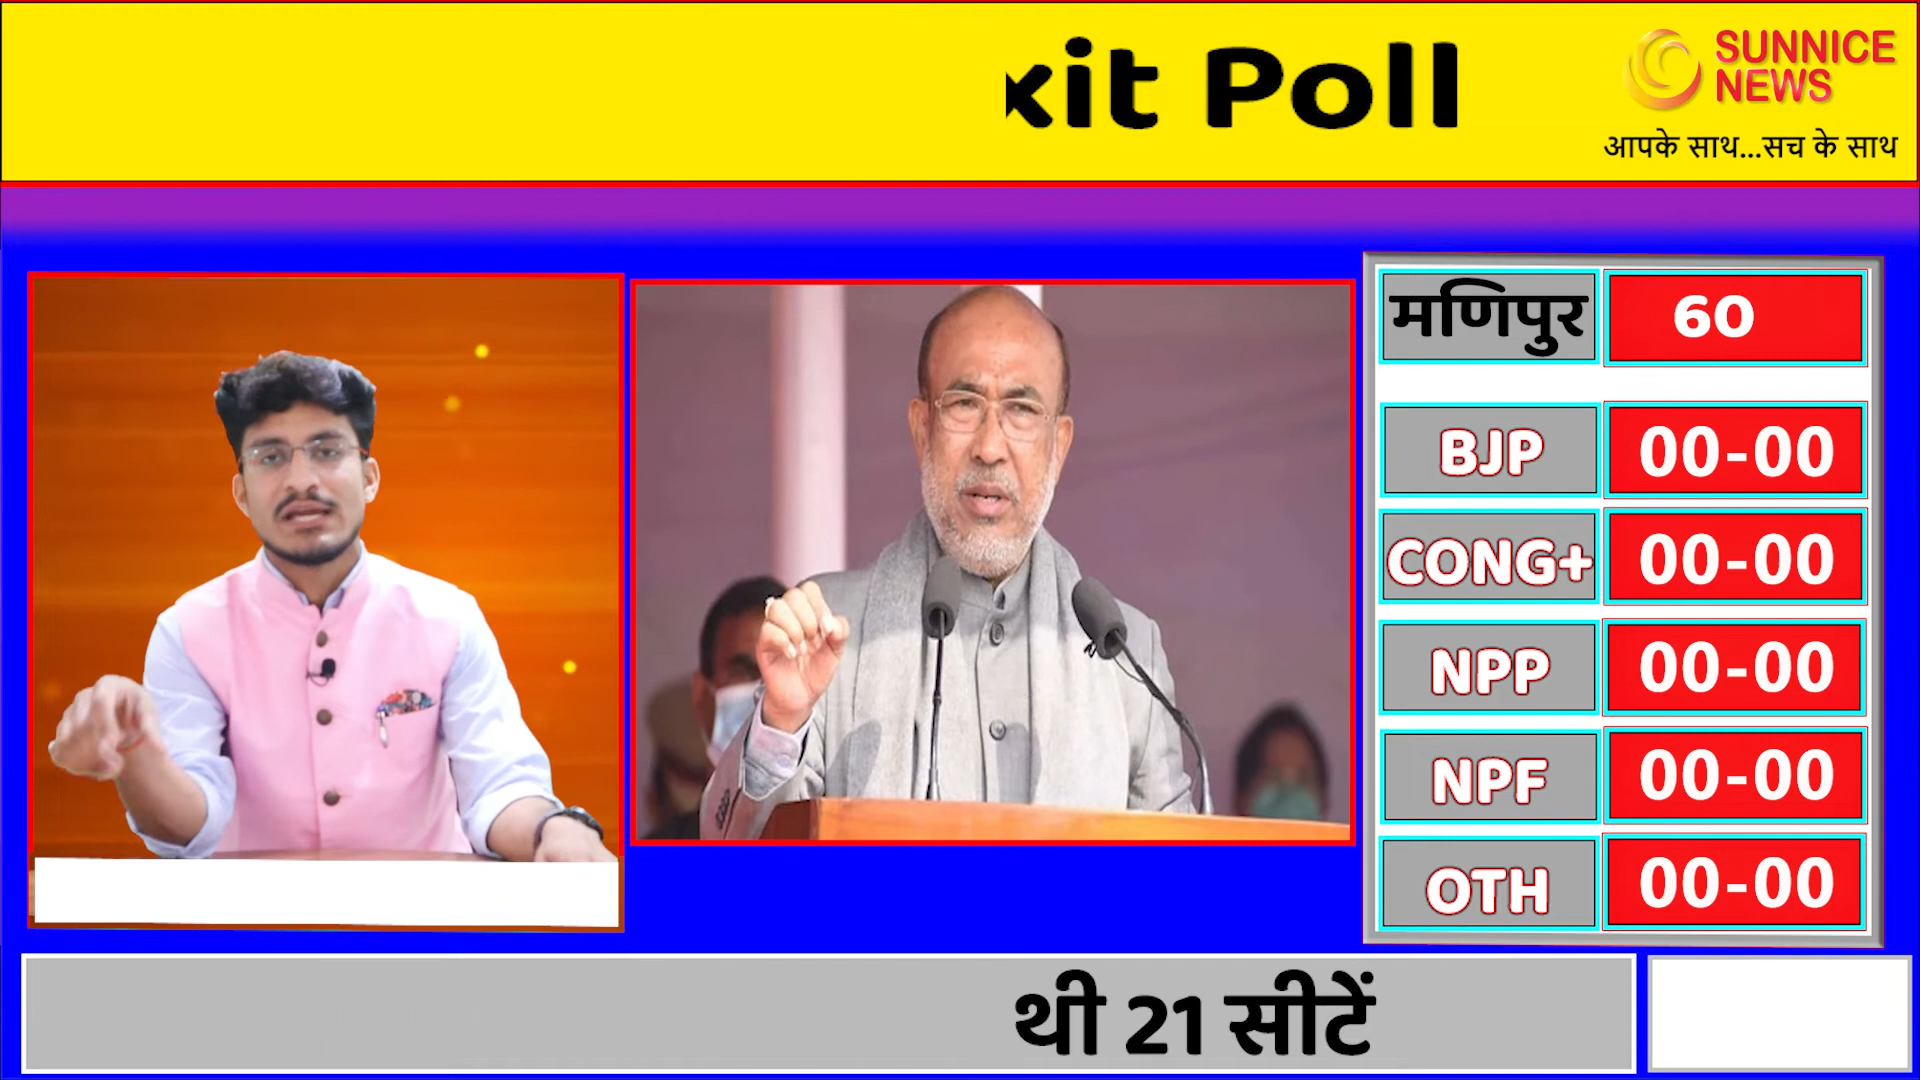 xit Poll
SUNNICE
NEWS
आपके साथ...सच के साथ
मणिपुर 60
BJP 00-00
CONG+ 00-00
NPP 00-00
NPF 00-00
OTH 00-00
थी 21 सीटें